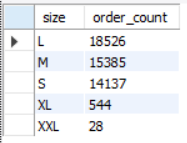 size order_count
L 18526
M 15385
S 14137
XL 544
XXL 28